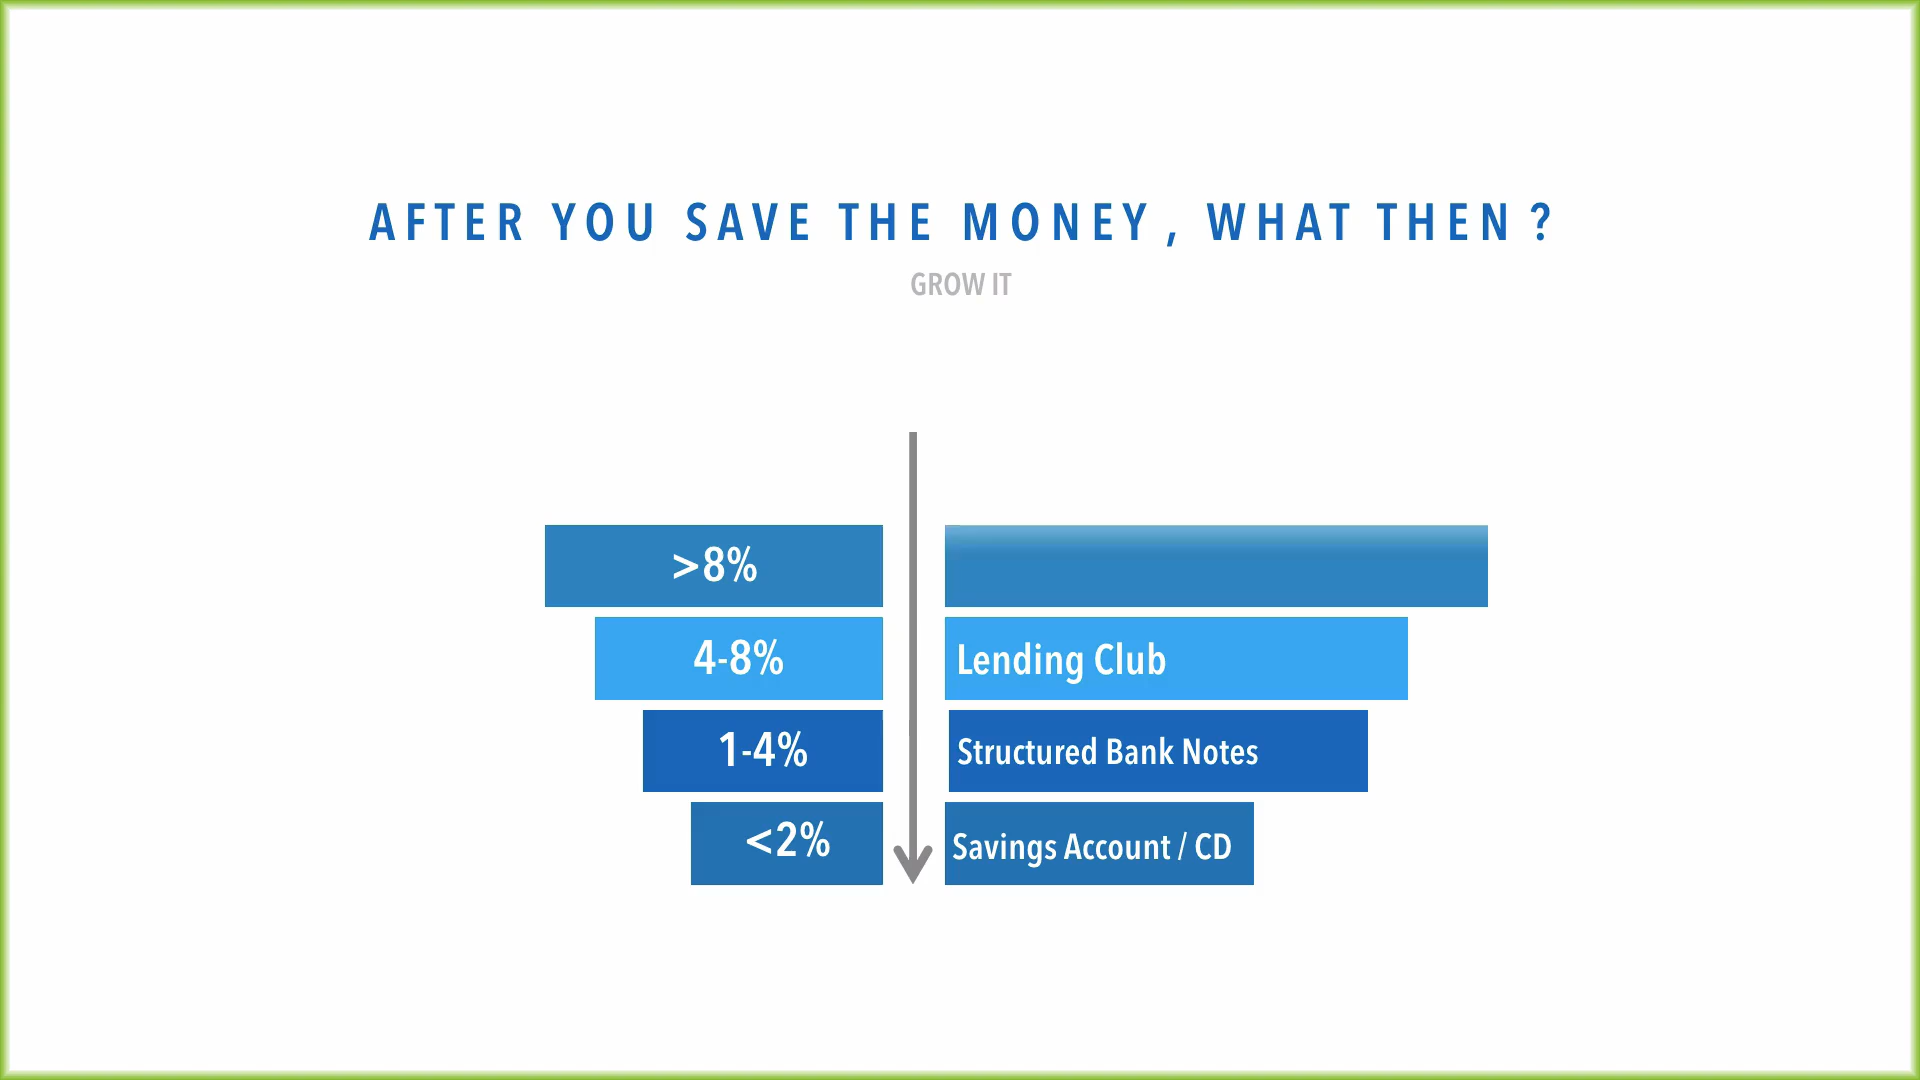 AFTER YOU SAVE THE MONEY, WHAT THEN?
GROW IT
>8%
4-8% Lending Club
1-4% Structured Bank Notes
<2% Savings Account / CD